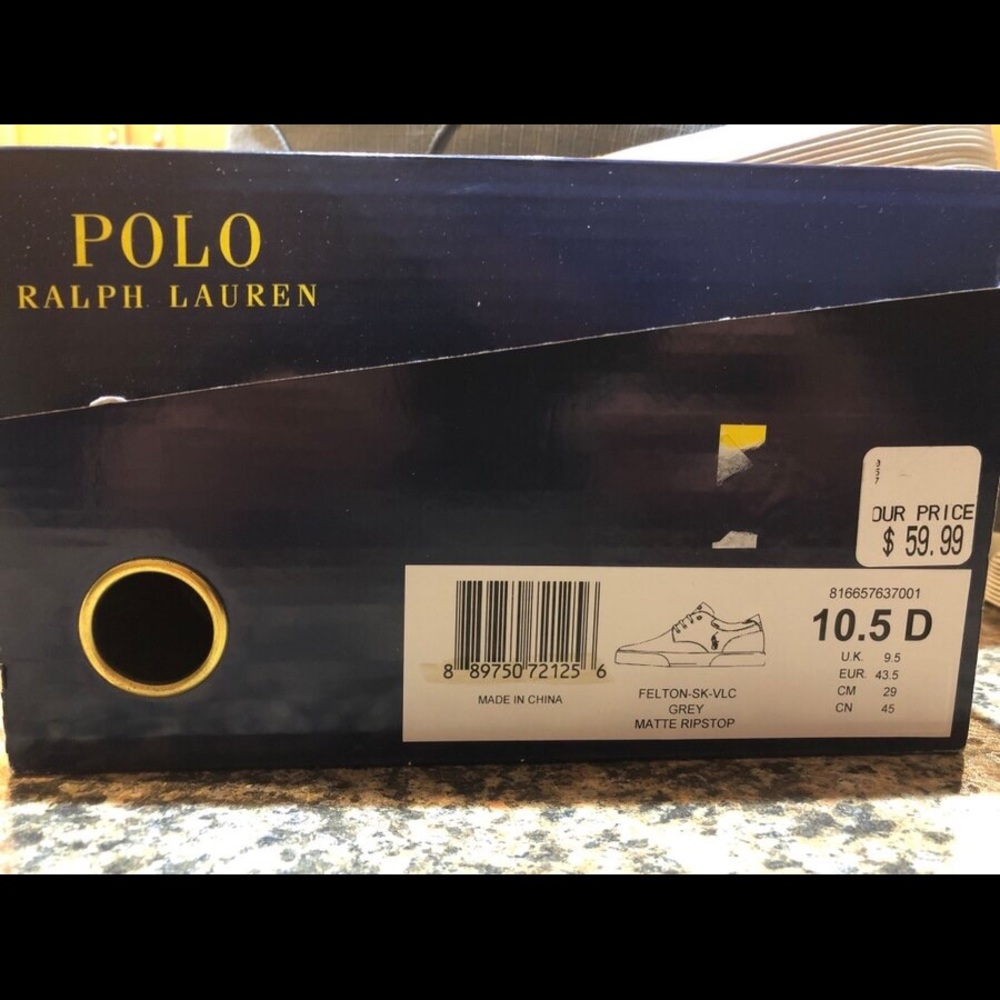 POLO
RALPH LAUREN
957
OUR PRICE
$ 59.99
8 89750 72125 6
MADE IN CHINA
FELTON-SK-VLC
GREY
MATTE RIPSTOP
816657637001
10.5 D
U.K. 9.5
EUR. 43.5
CM 29
CN 45